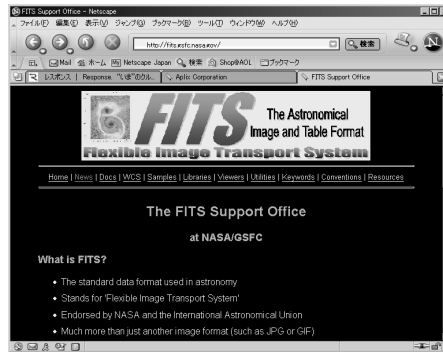 FITS Support Office - Netscape
ファイル(F) 編集(E) 表示(V) ジャンプ(G) ブックマーク(B) ツール(T) ウィンドウ(W) ヘルプ(H)
検索
Mail ホーム Netscape Japan 検索 Shop@AOL ブックマーク
レスポンス | Response Aplix Corporation FITS Support Office
FITS
The Astronomical
Image and Table Format
Flexible Image Transport System
Home | News | Docs | WCS | Samples | Libraries | Viewers | Utilities | Keywords | Conventions | Resources
The FITS Support Office
at NASA/GSFC
What is FITS?
The standard data format used in astronomy
Stands for 'Flexible Image Transport System'
Endorsed by NASA and the International Astronomical Union
Much more than just another image format (such as JPG or GIF)